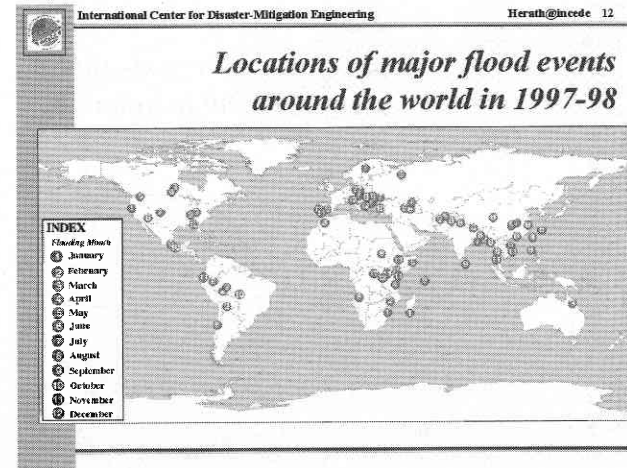 International Center for Disaster-Mitigation Engineering Herath@incede 12
Locations of major flood events
around the world in 1997-98
INDEX
Flooding Month
January
February
March
April
May
June
July
August
September
October
November
December